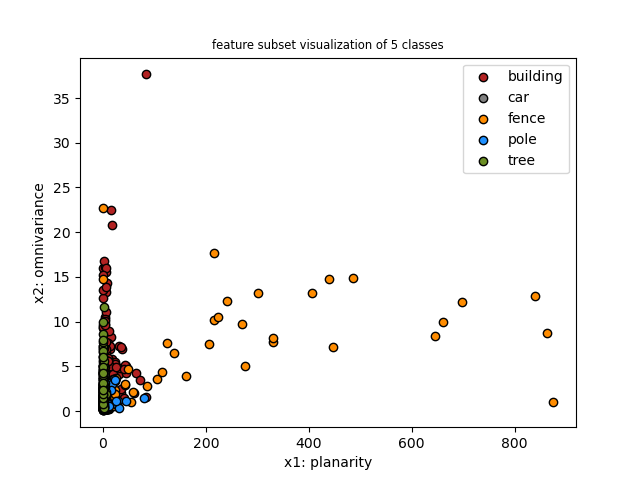 feature subset visualization of 5 classes
building
car
fence
pole
tree
35
30
25
20
15
10
5
0
x2: omnivariance
0 200 400 600 800
x1: planarity